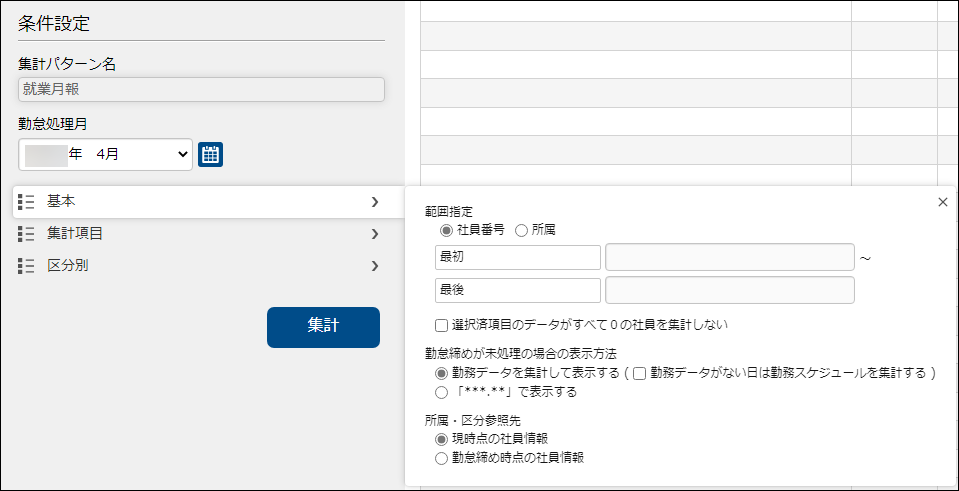 条件設定
集計パターン名
就業月報
勤怠処理月
年 4月
基本
集計項目
区分別
集計
範囲指定
社員番号 所属
最初 ～
最後
選択済項目のデータがすべて０の社員を集計しない
勤怠締めが未処理の場合の表示方法
勤務データを集計して表示する ( 勤務データがない日は勤務スケジュールを集計する )
「***.**」で表示する
所属・区分参照先
現時点の社員情報
勤怠締め時点の社員情報